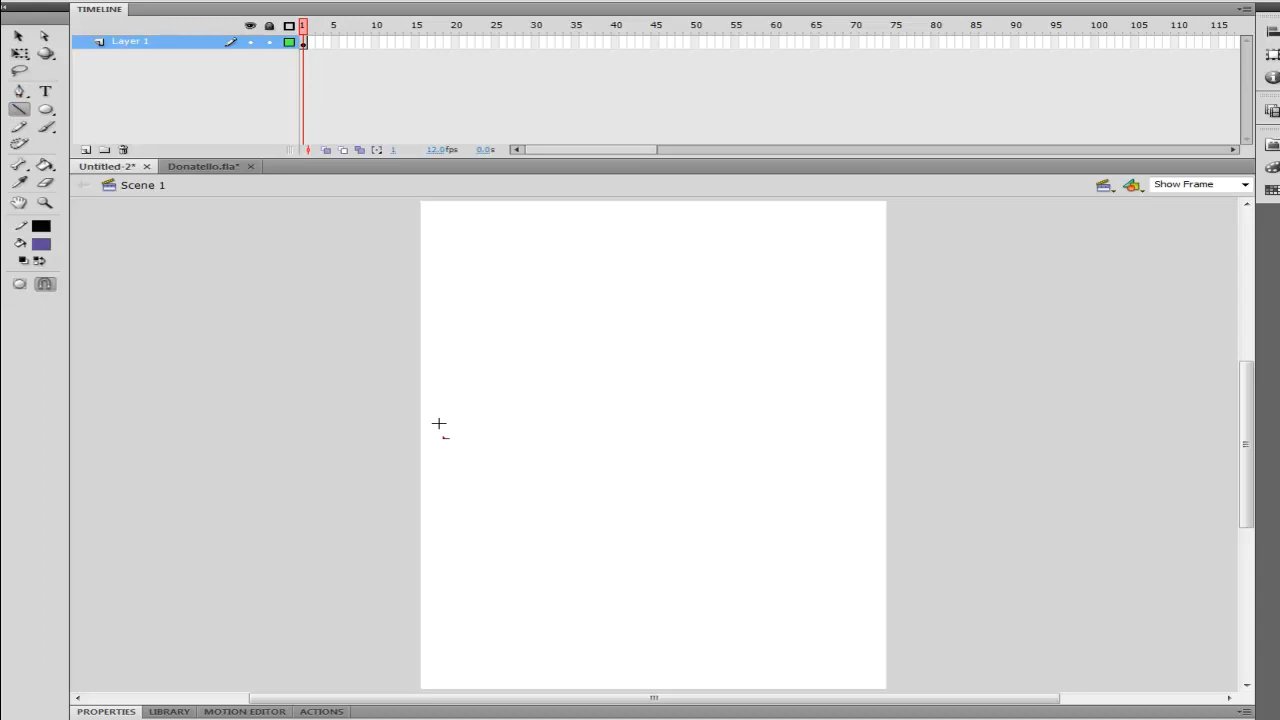 TIMELINE
1 5 10 15 20 25 30 35 40 45 50 55 60 65 70 75 80 85 90 95 100 105 110 115
Layer 1
T
1 12.0fps 0.0s
Untitled-2* Donatello.fla*
Scene 1 Show Frame
PROPERTIES LIBRARY MOTION EDITOR ACTIONS